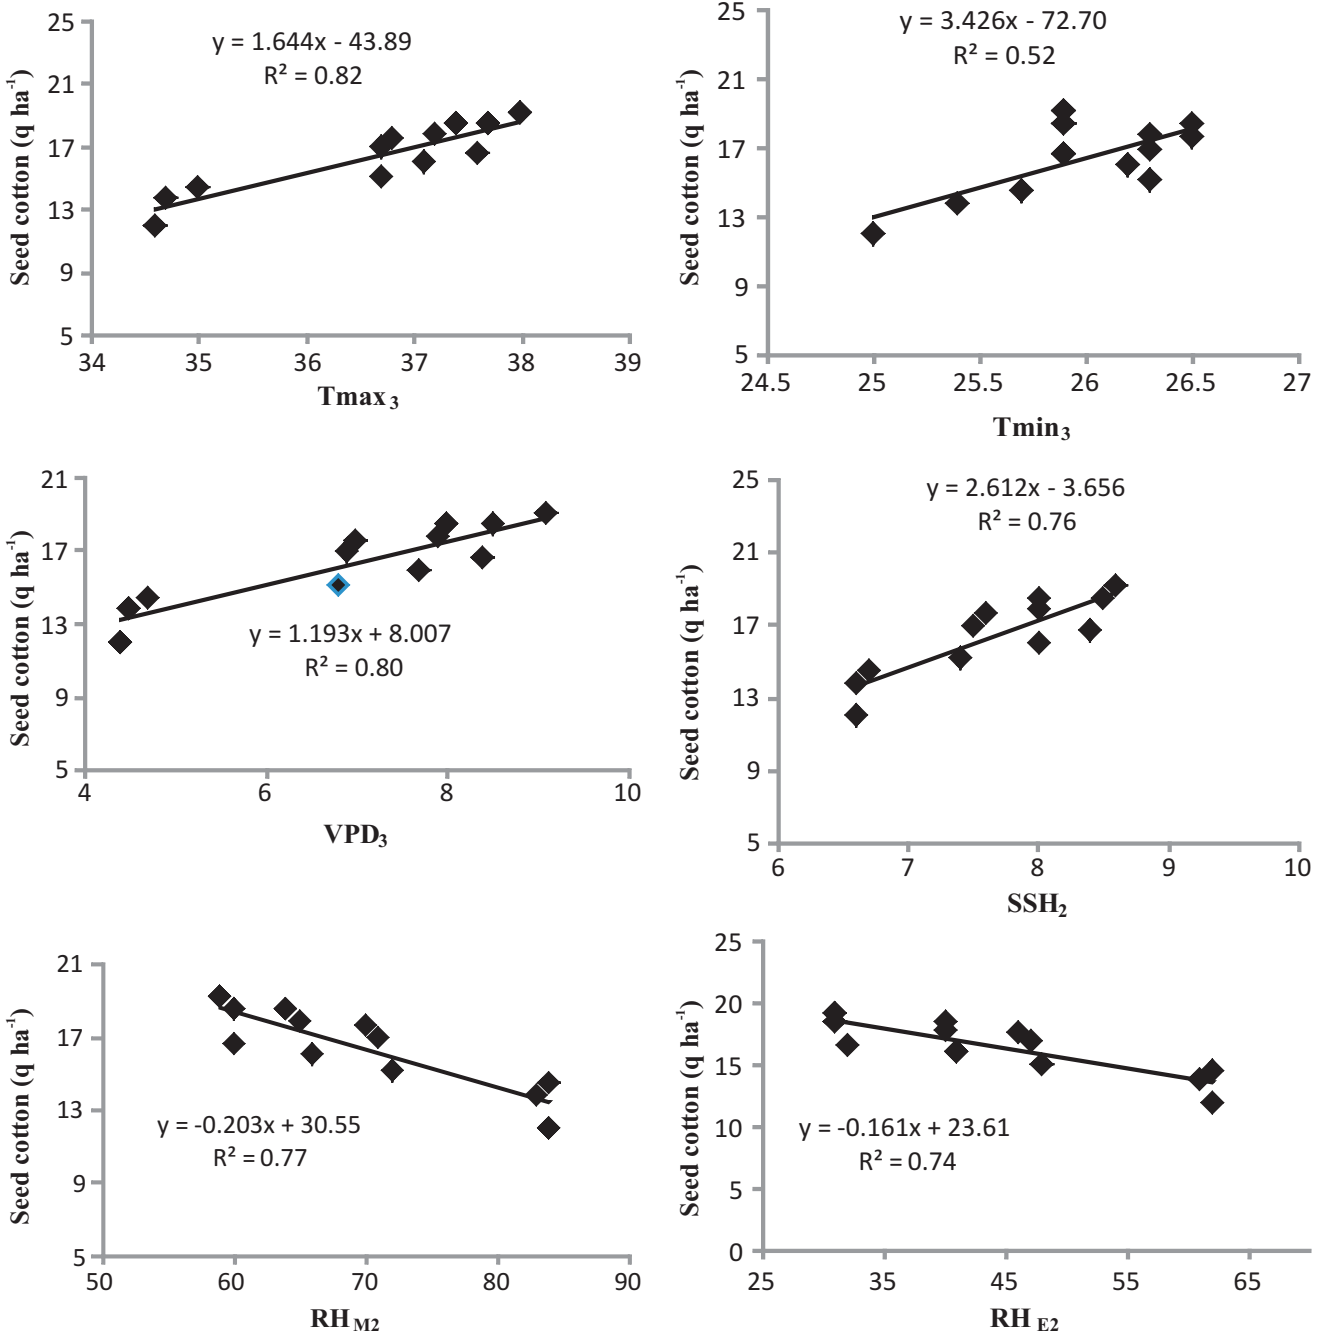 25
21
17
13
9
5
34 35 36 37 38 39
y = 1.644x - 43.89
R² = 0.82
Seed cotton (q ha⁻¹)
Tmax₃
25
21
17
13
9
5
24.5 25 25.5 26 26.5 27
y = 3.426x - 72.70
R² = 0.52
Seed cotton (q ha⁻¹)
Tmin₃
21
17
13
9
5
4 6 8 10
y = 1.193x + 8.007
R² = 0.80
Seed cotton (q ha⁻¹)
VPD₃
25
21
17
13
9
5
6 7 8 9 10
y = 2.612x - 3.656
R² = 0.76
Seed cotton (q ha⁻¹)
SSH₂
21
17
13
9
5
50 60 70 80 90
y = -0.203x + 30.55
R² = 0.77
Seed cotton (q ha⁻¹)
RH M2
25
20
15
10
5
0
25 35 45 55 65
y = -0.161x + 23.61
R² = 0.74
Seed cotton (q ha⁻¹)
RH E2